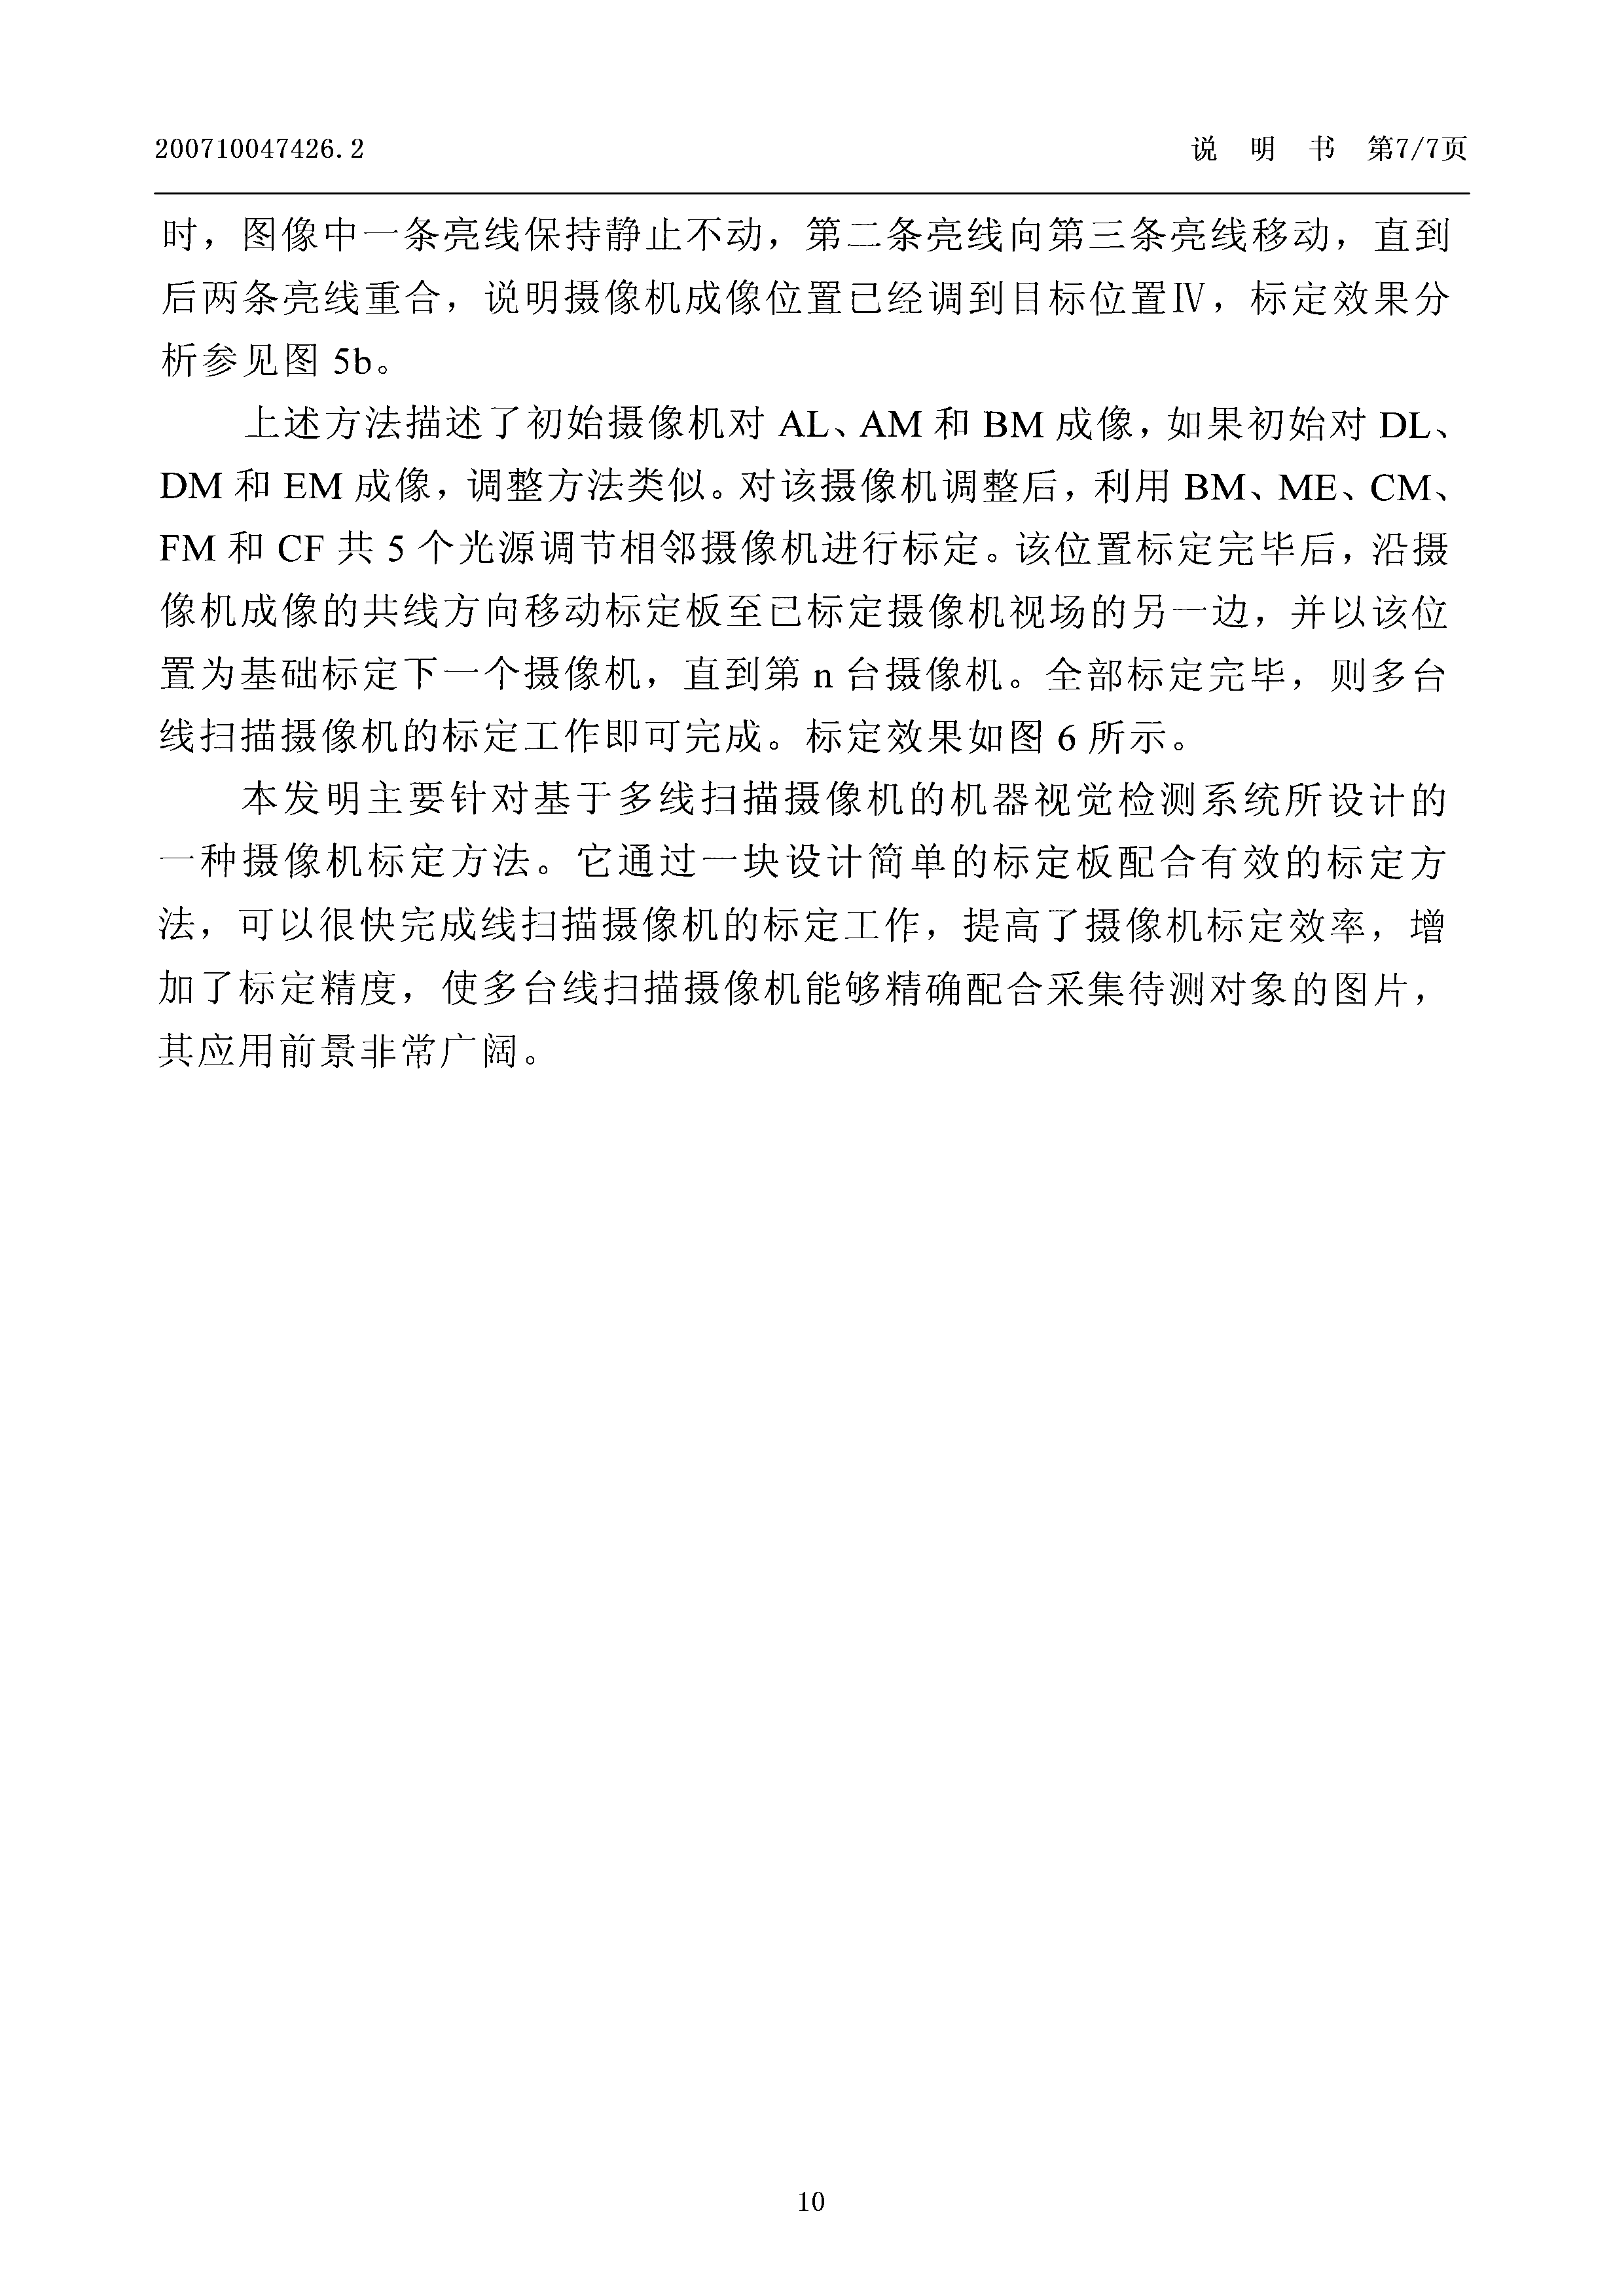 200710047426.2 说 明 书 第7/7页
时，图像中一条亮线保持静止不动，第二条亮线向第三条亮线移动，直到
后两条亮线重合，说明摄像机成像位置已经调到目标位置Ⅳ，标定效果分
析参见图 5b。
上述方法描述了初始摄像机对 AL、AM 和 BM 成像，如果初始对 DL、
DM 和 EM 成像，调整方法类似。对该摄像机调整后，利用 BM、ME、CM、
FM 和 CF 共 5 个光源调节相邻摄像机进行标定。该位置标定完毕后，沿摄
像机成像的共线方向移动标定板至已标定摄像机视场的另一边，并以该位
置为基础标定下一个摄像机，直到第 n 台摄像机。全部标定完毕，则多台
线扫描摄像机的标定工作即可完成。标定效果如图 6 所示。
本发明主要针对基于多线扫描摄像机的机器视觉检测系统所设计的
一种摄像机标定方法。它通过一块设计简单的标定板配合有效的标定方
法，可以很快完成线扫描摄像机的标定工作，提高了摄像机标定效率，增
加了标定精度，使多台线扫描摄像机能够精确配合采集待测对象的图片，
其应用前景非常广阔。
10